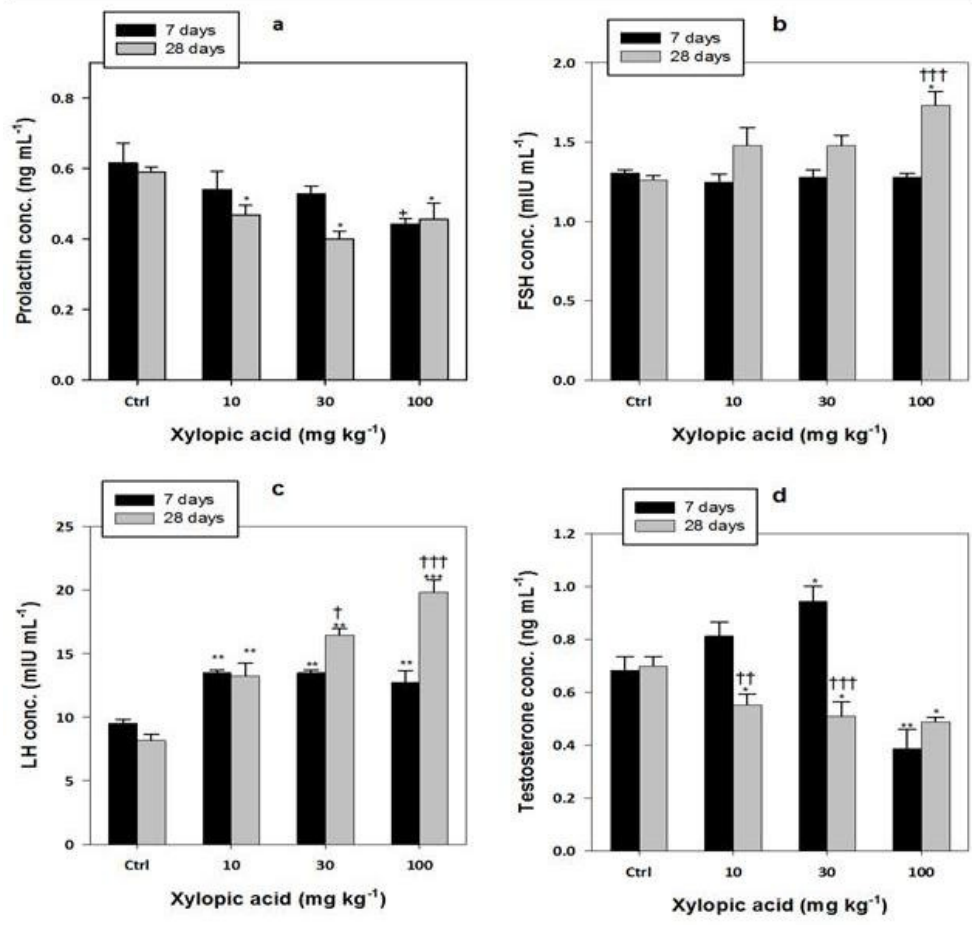 7 days
28 days
a
Prolactin conc. (ng mL⁻¹)
0.8
0.6
0.4
0.2
0.0
*
*
+
*
Ctrl
10
30
100
Xylopic acid (mg kg⁻¹)
7 days
28 days
b
FSH conc. (mIU mL⁻¹)
2.0
1.5
1.0
0.5
0.0
†††
*
Ctrl
10
30
100
Xylopic acid (mg kg⁻¹)
7 days
28 days
c
LH conc. (mIU mL⁻¹)
25
20
15
10
5
0
**
**
**
†
**
**
†††
***
Ctrl
10
30
100
Xylopic acid (mg kg⁻¹)
7 days
28 days
d
Testosterone conc. (ng mL⁻¹)
1.2
1.0
0.8
0.6
0.4
0.2
0.0
††
*
*
†††
*
**
*
Ctrl
10
30
100
Xylopic acid (mg kg⁻¹)